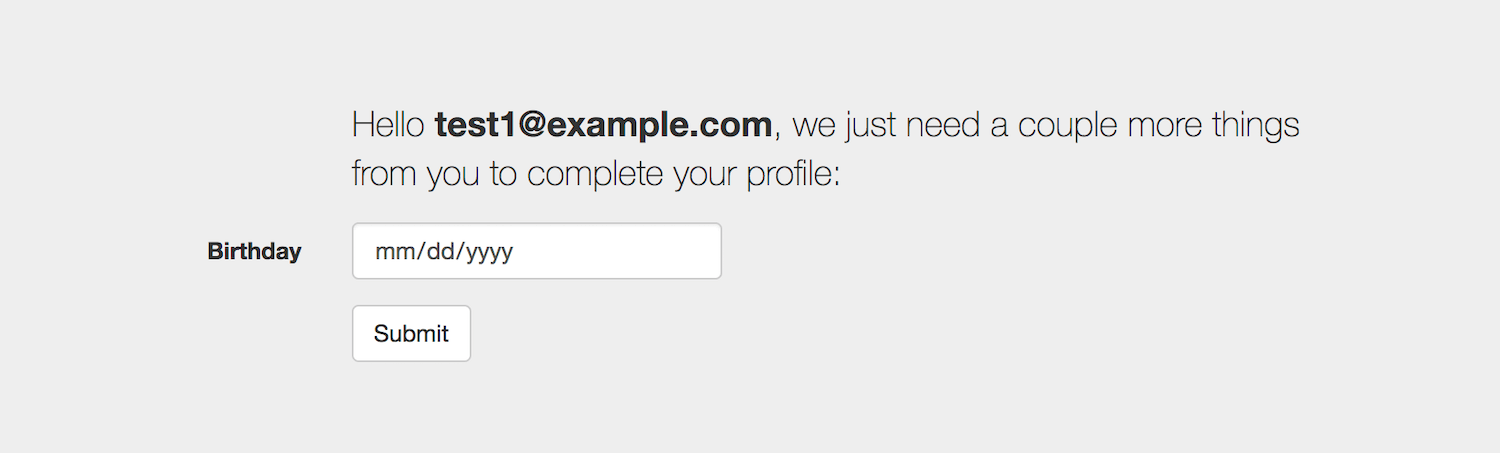 Hello test1@example.com, we just need a couple more things
from you to complete your profile:
Birthday mm/dd/yyyy
Submit